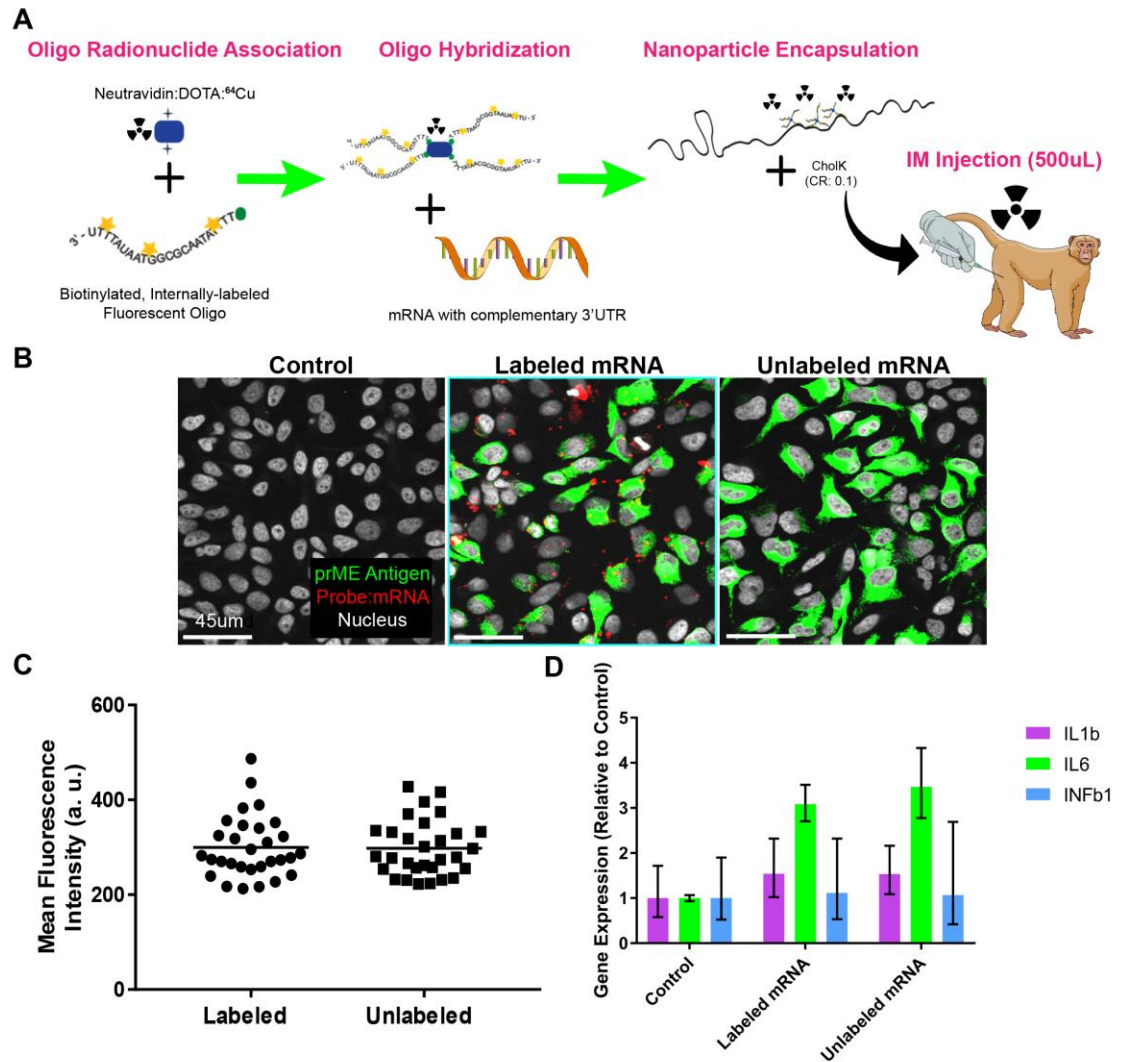 A
Oligo Radionuclide Association
Oligo Hybridization
Nanoparticle Encapsulation
Neutravidin:DOTA:⁶⁴Cu
Biotinylated, Internally-labeled
Fluorescent Oligo
mRNA with complementary 3'UTR
CholK
(CR: 0.1)
IM Injection (500uL)
B
Control
Labeled mRNA
Unlabeled mRNA
prME Antigen
Probe:mRNA
Nucleus
45um
C
Mean Fluorescence
Intensity (a. u.)
600
400
200
0
Labeled
Unlabeled
D
Gene Expression (Relative to Control)
5
4
3
2
1
0
Control
Labeled mRNA
Unlabeled mRNA
IL1b
IL6
INFb1